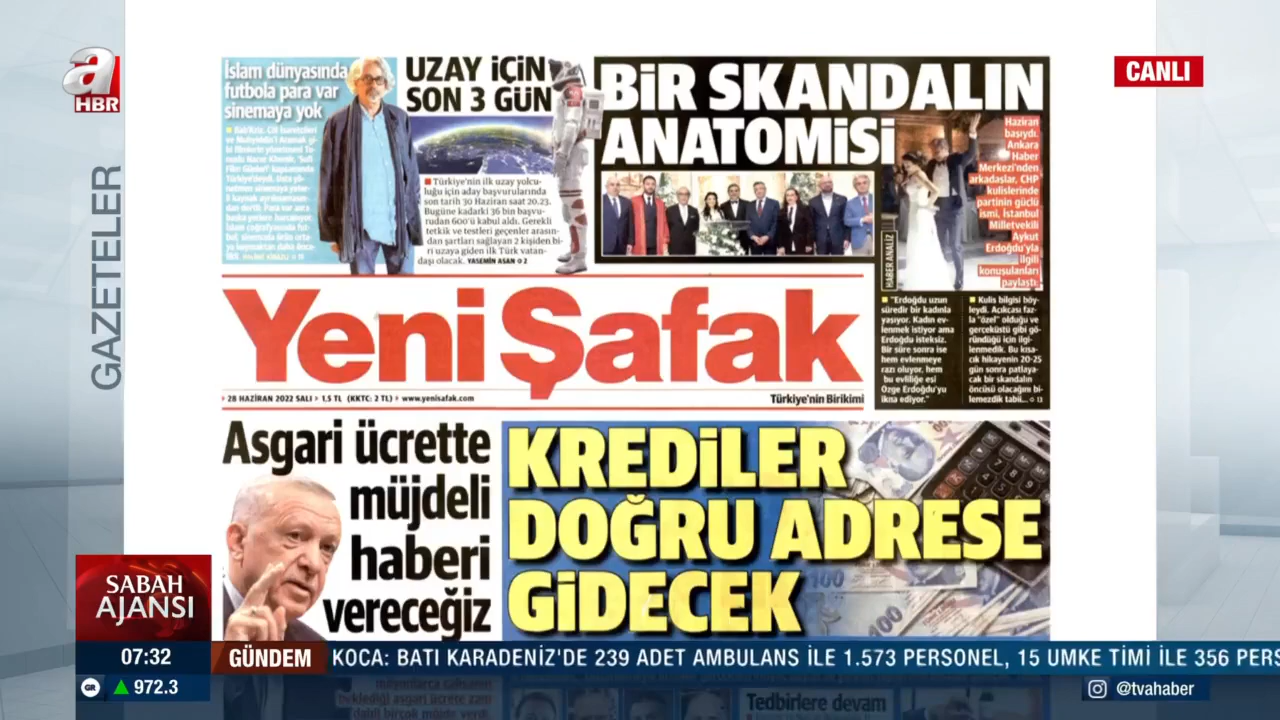 a
HBR
GAZETELER
CANLI
İslam dünyasında
futbola para var
sinemaya yok
UZAY İÇİN
SON 3 GÜN
■ Türkiye'nin ilk uzay yolcu-
luğu için aday başvurularında
son tarih 30 Haziran saat 20.23.
Bugüne kadarki 36 bin başvu-
rudan 600'ü kabul aldı. Gerekli
tetkik ve testleri geçenler arasın-
dan şartları sağlayan 2 kişiden bi-
ri uzaya giden ilk Türk vatan-
daşı olacak. YASEMİN ASAN 2
BİR SKANDALIN
ANATOMİSİ
Haziran
başıydı.
Ankara
Haber
Merkezi'nden
arkadaşlar, CHP
kulislerinde
partinin güçlü
ismi, İstanbul
Milletvekili
Aykut
Erdoğdu'yla
ilgili
konuşulanları
paylaştı.
HABER ANALİZ
■ "Erdoğdu uzun
süredir bir kadınla
yaşıyor. Kadın ev-
lenmek istiyor ama
Erdoğdu isteksiz.
Bir süre sonra ise
hem evlenmeye
razı oluyor, hem
bu evliliğe eşi
Özge Erdoğdu'yu
ikna ediyor."
■ Kulis bilgisi böy-
leydi. Açıkçası faz-
la "özel" olduğu ve
gerçeküstü gibi gö-
ründüğü için ilgi-
lenmedik. Bu kısa-
cık hikayenin 20-25
gün sonra patlaya-
cak bir skandalın
öncüsü olacağını bi-
lemezdik tabii... 13
Yeni Şafak
28 HAZİRAN 2022 SALI 1,5 TL (KKTC: 2 TL) www.yenisafak.com
Türkiye'nin Birikimi
Asgari ücrette
müjdeli
haberi
vereceğiz
KREDİLER
DOĞRU ADRESE
GİDECEK
SABAH
AJANSI
07:32
GÜNDEM
KOCA: BATI KARADENİZ'DE 239 ADET AMBULANS İLE 1.573 PERSONEL, 15 UMKE TİMİ İLE 356 PERS
GR ▲ 972.3
Tedbirlere devam
@tvahaber